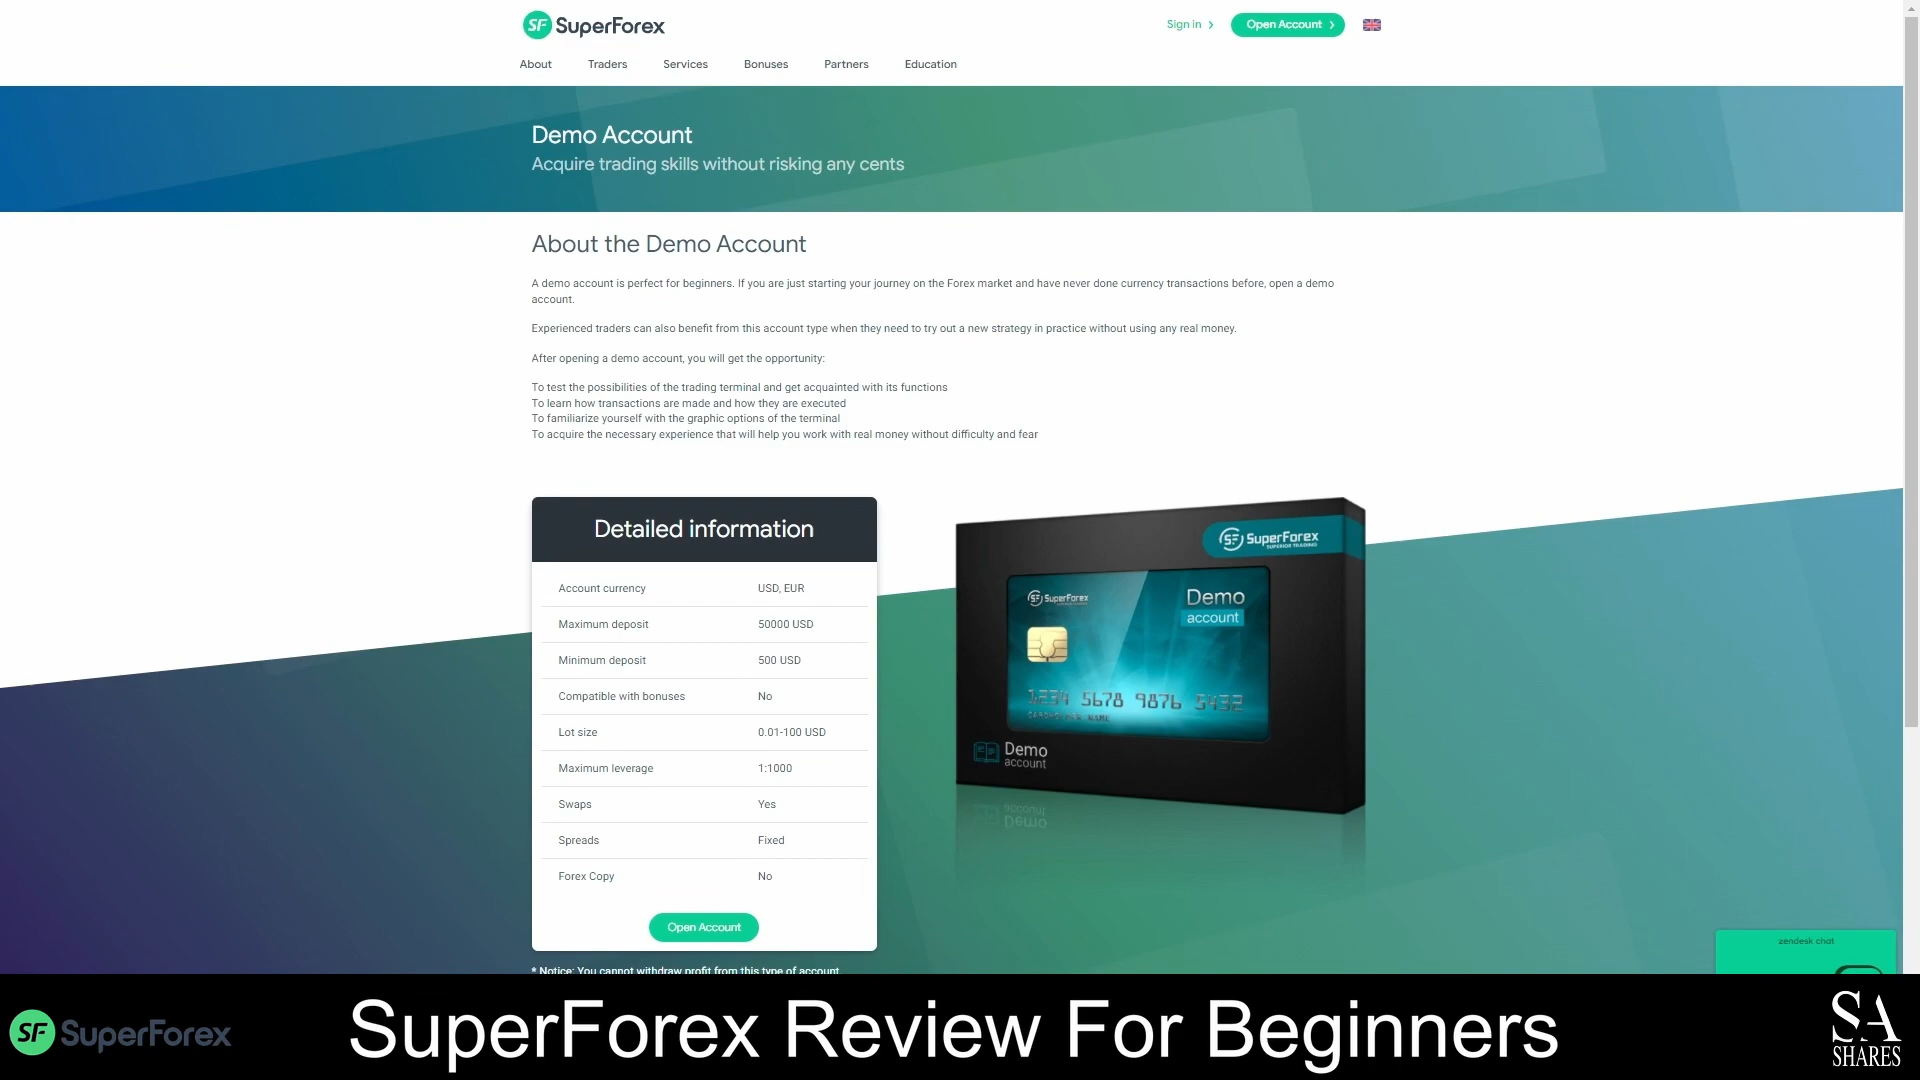 SF SuperForex
Sign in
Open Account
About
Traders
Services
Bonuses
Partners
Education
Demo Account
Acquire trading skills without risking any cents
About the Demo Account
A demo account is perfect for beginners. If you are just starting your journey on the Forex market and have never done currency transactions before, open a demo
account.
Experienced traders can also benefit from this account type when they need to try out a new strategy in practice without using any real money.
After opening a demo account, you will get the opportunity:
To test the possibilities of the trading terminal and get acquainted with its functions
To learn how transactions are made and how they are executed
To familiarize yourself with the graphic options of the terminal
To acquire the necessary experience that will help you work with real money without difficulty and fear
Detailed information
Account currency USD, EUR
Maximum deposit 50000 USD
Minimum deposit 500 USD
Compatible with bonuses No
Lot size 0.01-100 USD
Maximum leverage 1:1000
Swaps Yes
Spreads Fixed
Forex Copy No
Open Account
* Notice: You cannot withdraw profit from this type of account
SF SuperForex
SUPERIOR TRADING
SF SuperForex
Demo
account
1234 5678 9876 5432
CARDHOLDER NAME
Demo
account
zendesk chat
SF SuperForex
SuperForex Review For Beginners
SA
SHARES